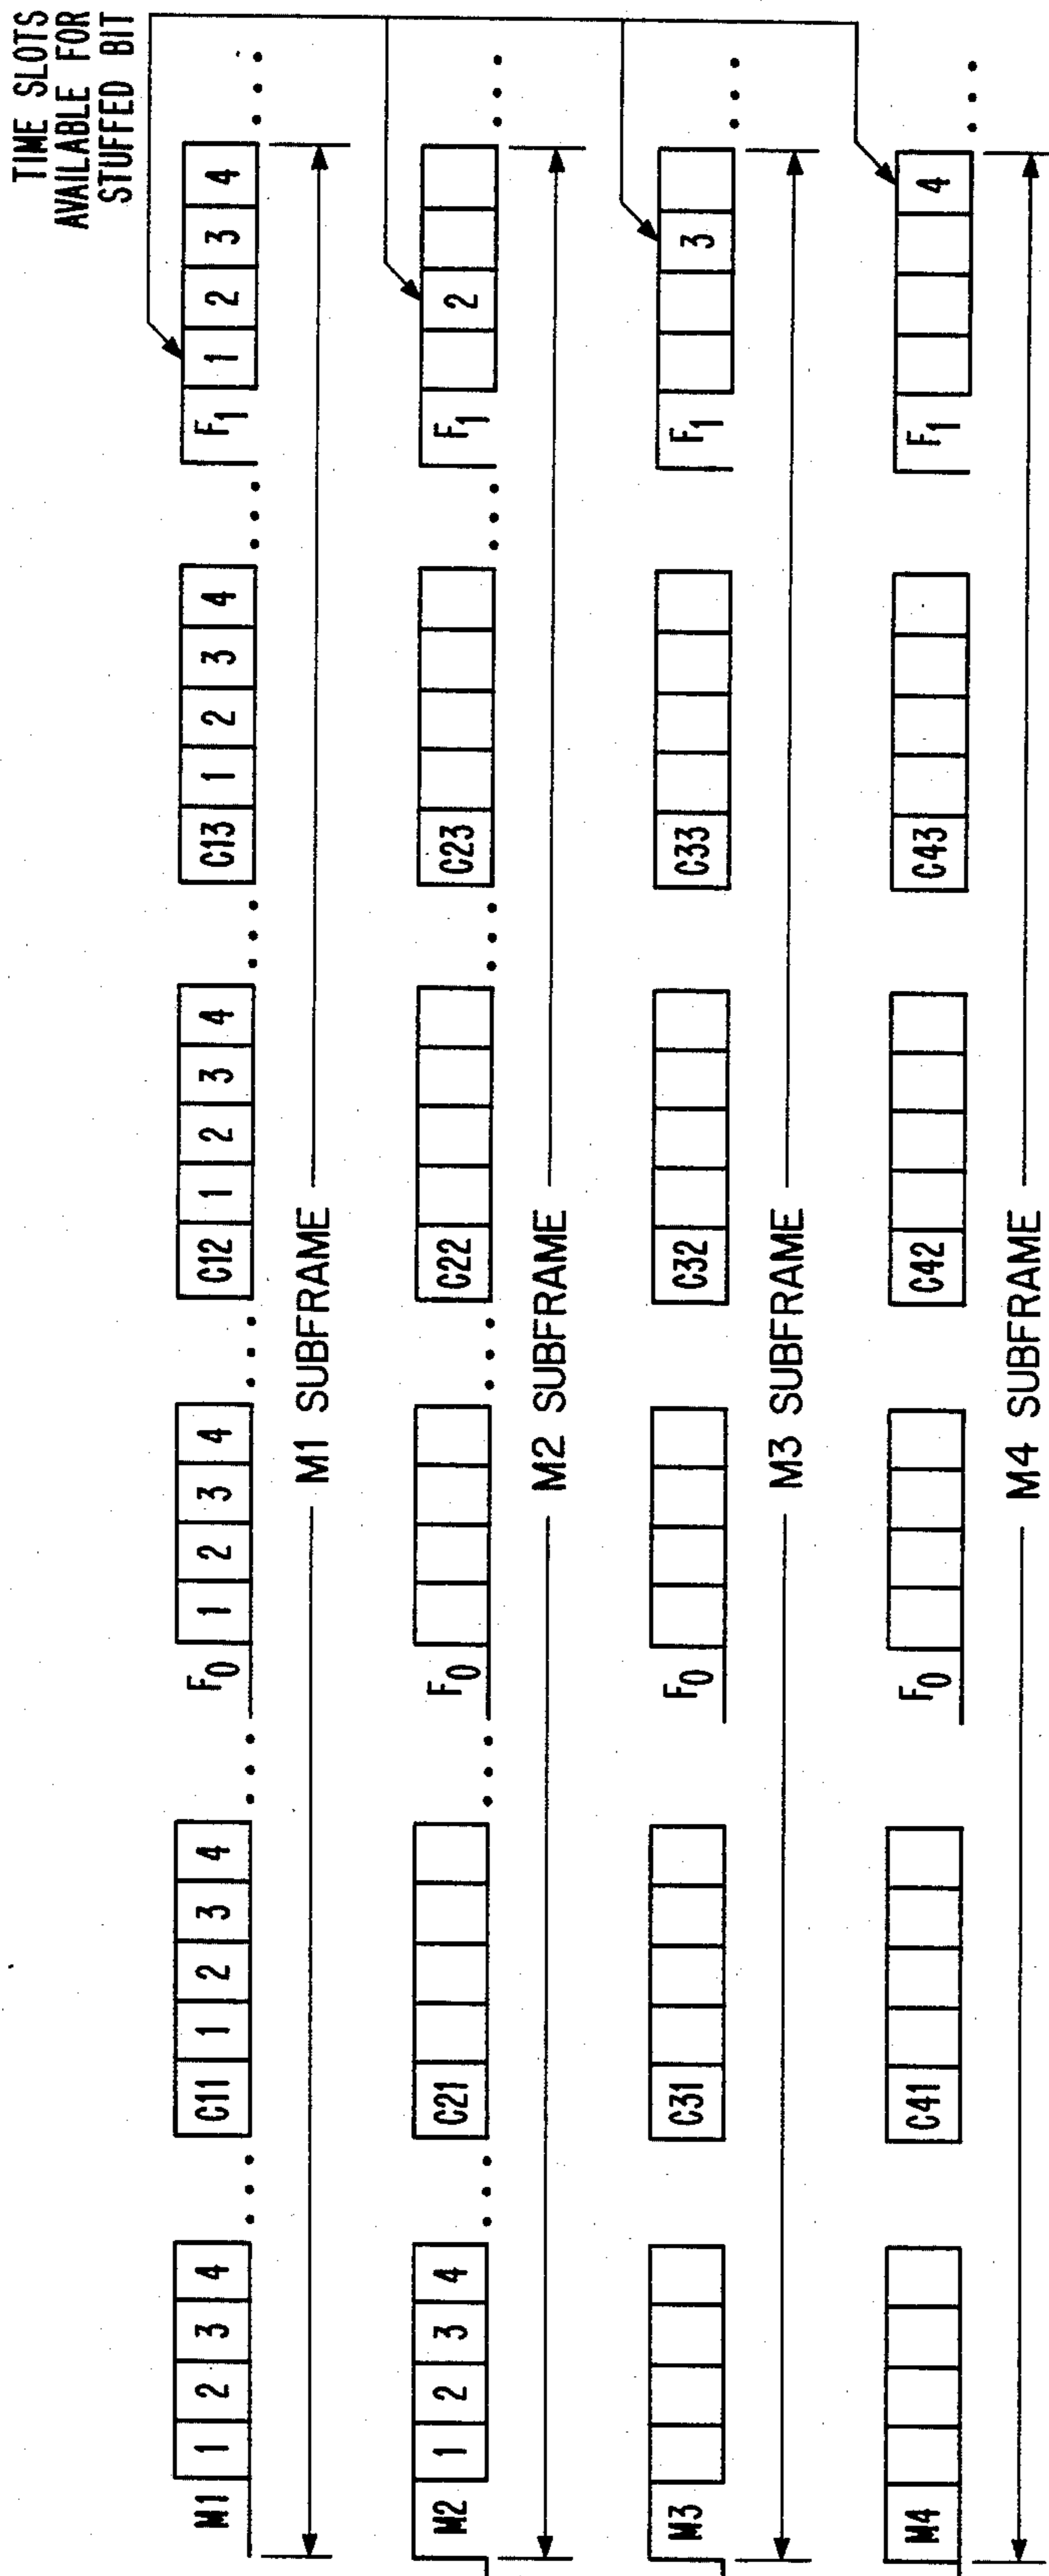 TIME SLOTS
AVAILABLE FOR
STUFFED BIT
M1 1 2 3 4 ... C11 1 2 3 4 ... F0 1 2 3 4 ... C12 1 2 3 4 ... C13 1 2 3 4 ... F1 1 2 3 4 ...
M1 SUBFRAME
M2 1 2 3 4 ... C21 ... F0 ... C22 ... C23 ... F1 2 ...
M2 SUBFRAME
M3 C31 F0 C32 C33 F1 3 ...
M3 SUBFRAME
M4 C41 F0 C42 C43 F1 4 ...
M4 SUBFRAME